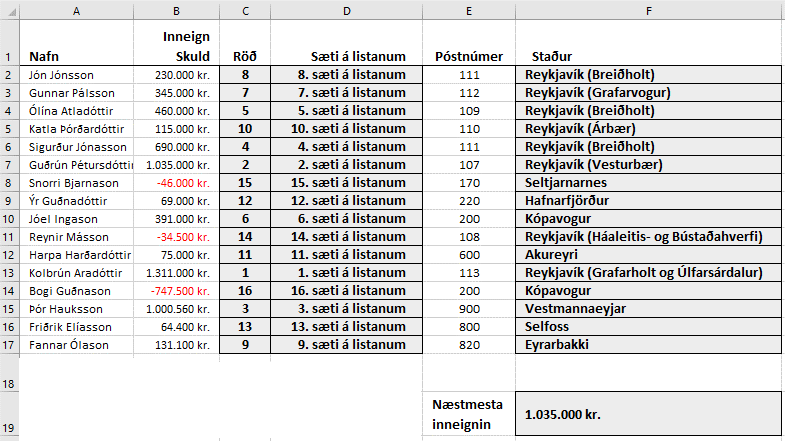 A B C D E F
Inneign
Skuld
1 Nafn Röð Sæti á listanum Póstnúmer Staður
2 Jón Jónsson 230.000 kr. 8 8. sæti á listanum 111 Reykjavík (Breiðholt)
3 Gunnar Pálsson 345.000 kr. 7 7. sæti á listanum 112 Reykjavík (Grafarvogur)
4 Ólína Atladóttir 460.000 kr. 5 5. sæti á listanum 109 Reykjavík (Breiðholt)
5 Katla Þórðardóttir 115.000 kr. 10 10. sæti á listanum 110 Reykjavík (Árbær)
6 Sigurður Jónasson 690.000 kr. 4 4. sæti á listanum 111 Reykjavík (Breiðholt)
7 Guðrún Pétursdóttir 1.035.000 kr. 2 2. sæti á listanum 107 Reykjavík (Vesturbær)
8 Snorri Bjarnason -46.000 kr. 15 15. sæti á listanum 170 Seltjarnarnes
9 Ýr Guðnadóttir 69.000 kr. 12 12. sæti á listanum 220 Hafnarfjörður
10 Jóel Ingason 391.000 kr. 6 6. sæti á listanum 200 Kópavogur
11 Reynir Másson -34.500 kr. 14 14. sæti á listanum 108 Reykjavík (Háaleitis- og Bústaðahverfi)
12 Harpa Harðardóttir 75.000 kr. 11 11. sæti á listanum 600 Akureyri
13 Kolbrún Aradóttir 1.311.000 kr. 1 1. sæti á listanum 113 Reykjavík (Grafarholt og Úlfarsárdalur)
14 Bogi Guðnason -747.500 kr. 16 16. sæti á listanum 200 Kópavogur
15 Þór Hauksson 1.000.560 kr. 3 3. sæti á listanum 900 Vestmannaeyjar
16 Friðrik Elíasson 64.400 kr. 13 13. sæti á listanum 800 Selfoss
17 Fannar Ólason 131.100 kr. 9 9. sæti á listanum 820 Eyrarbakki
18
Næstmesta
19 inneignin 1.035.000 kr.